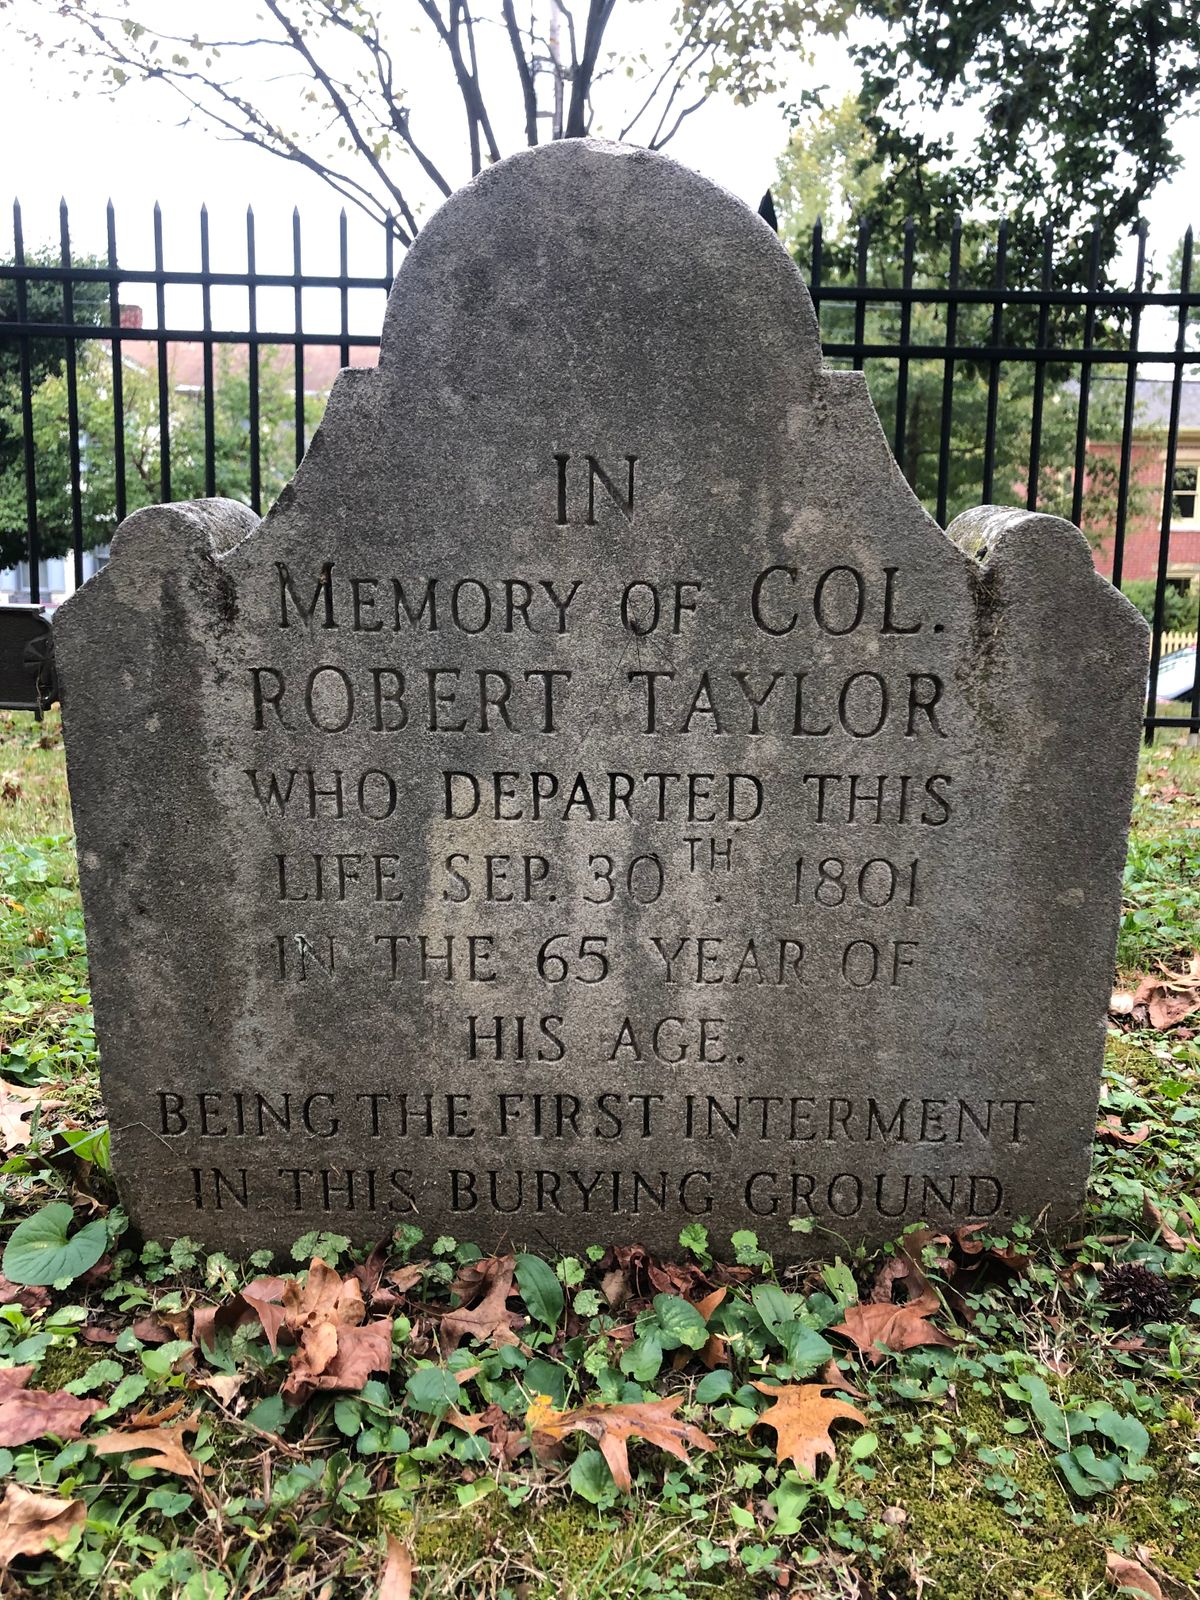 IN
MEMORY OF COL.
ROBERT TAYLOR
WHO DEPARTED THIS
LIFE SEP. 30TH. 1801
IN THE 65 YEAR OF
HIS AGE.
BEING THE FIRST INTERMENT
IN THIS BURYING GROUND.